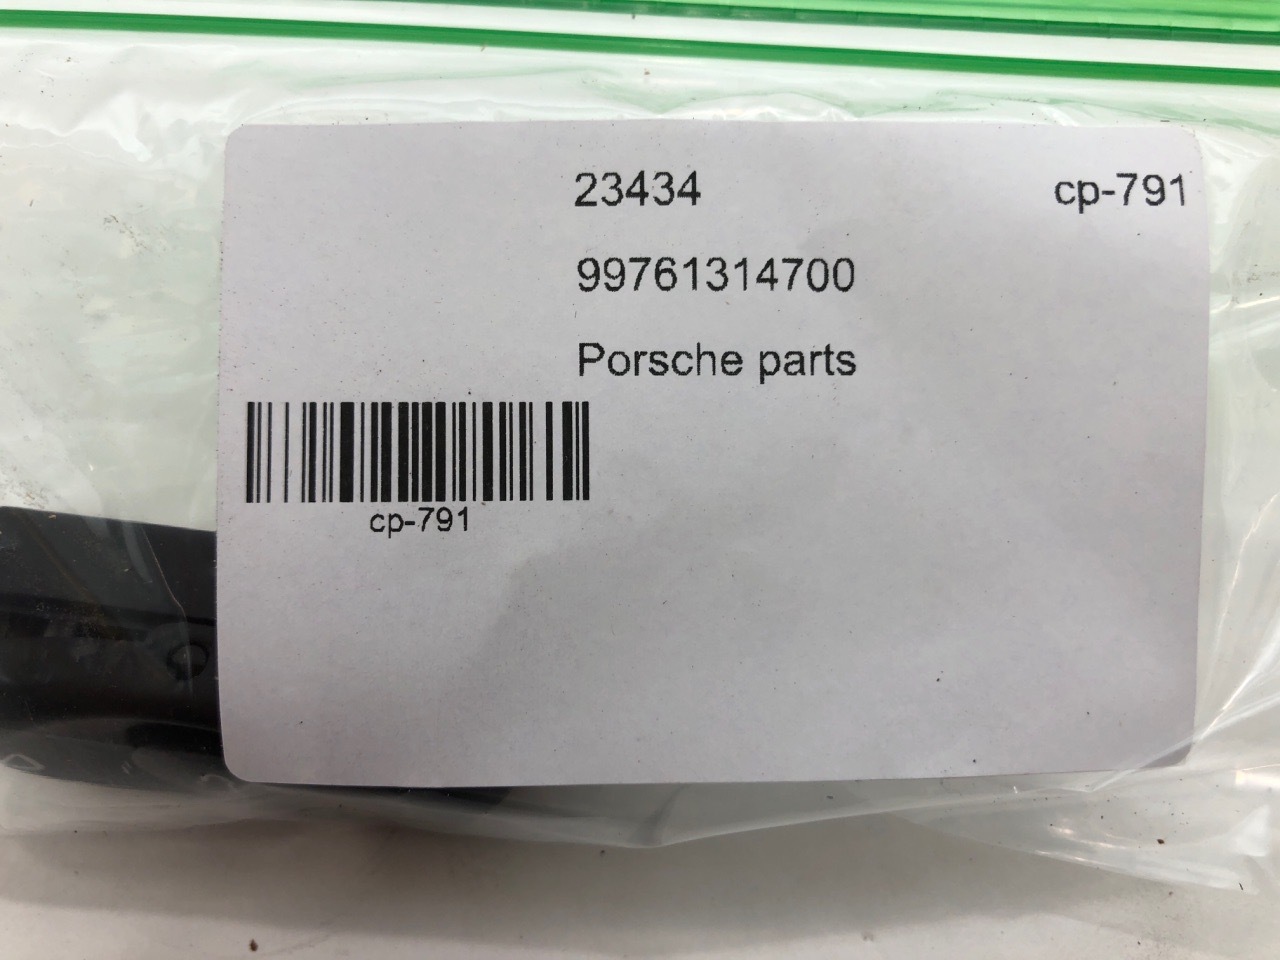 23434 cp-791
99761314700
Porsche parts
cp-791